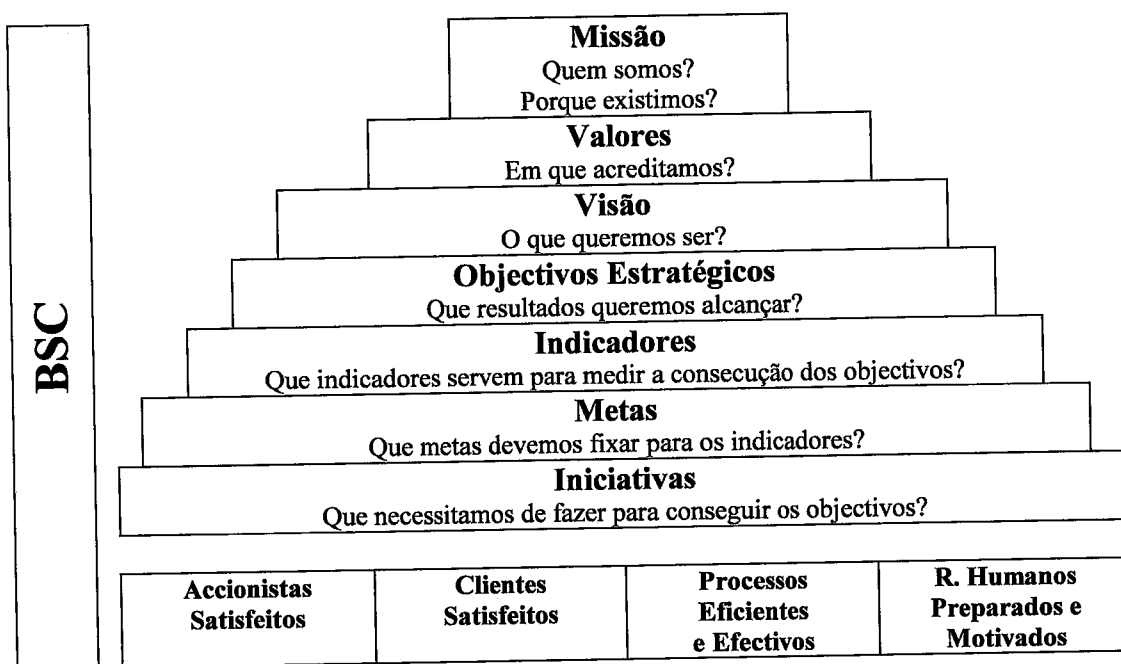 BSC
Missão
Quem somos?
Porque existimos?
Valores
Em que acreditamos?
Visão
O que queremos ser?
Objectivos Estratégicos
Que resultados queremos alcançar?
Indicadores
Que indicadores servem para medir a consecução dos objectivos?
Metas
Que metas devemos fixar para os indicadores?
Iniciativas
Que necessitamos de fazer para conseguir os objectivos?
Accionistas
Satisfeitos
Clientes
Satisfeitos
Processos
Eficientes
e Efectivos
R. Humanos
Preparados e
Motivados